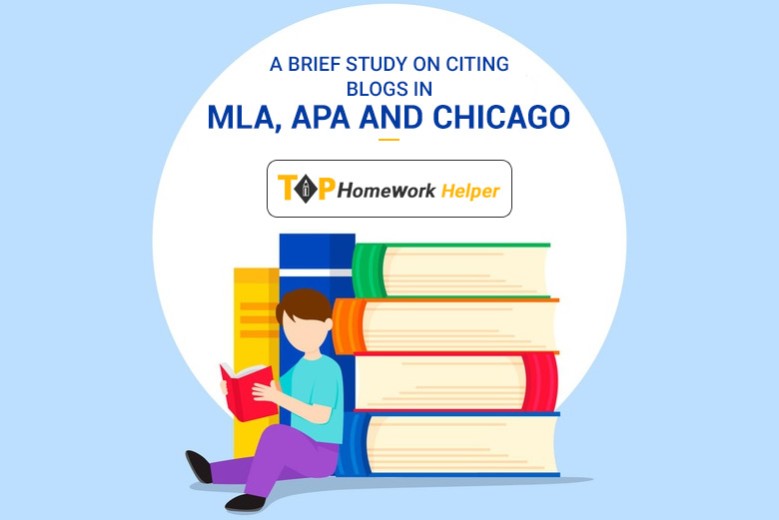 A BRIEF STUDY ON CITING
BLOGS IN
MLA, APA AND CHICAGO
TOP HomeWork Helper